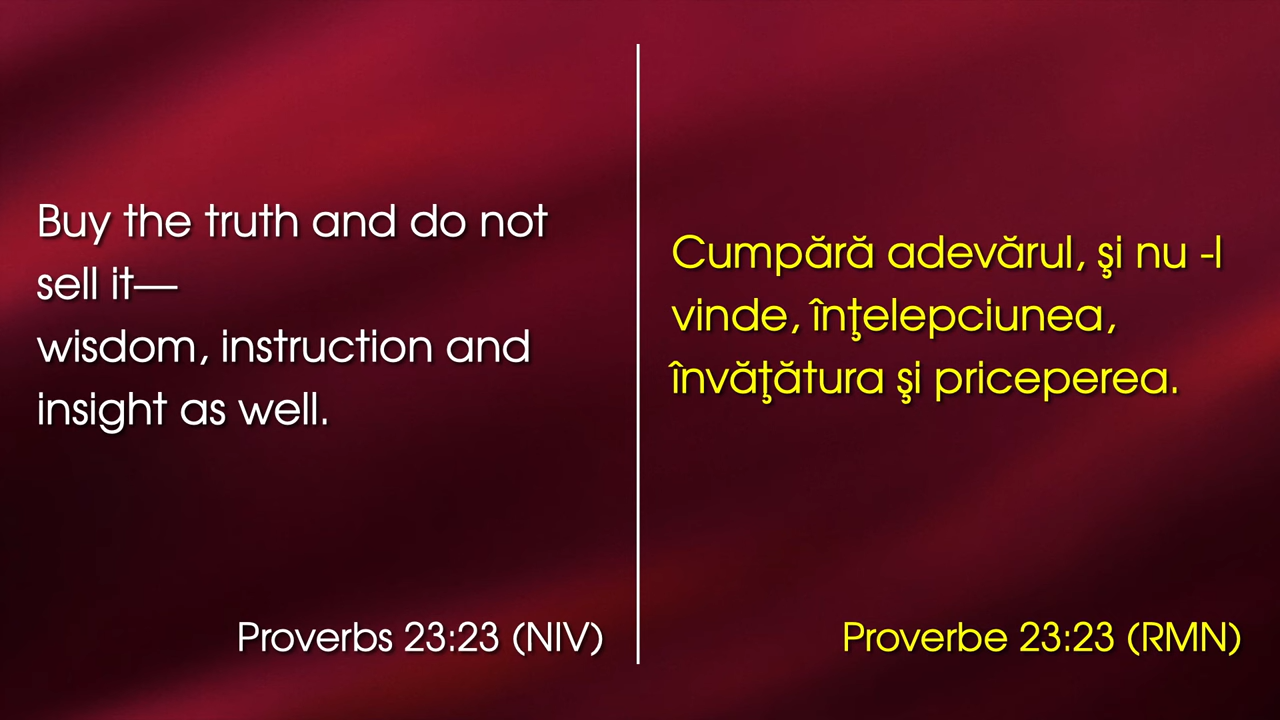 Buy the truth and do not
sell it—
wisdom, instruction and
insight as well.
Proverbs 23:23 (NIV)
Cumpără adevărul, şi nu -l
vinde, înţelepciunea,
învăţătura şi priceperea.
Proverbe 23:23 (RMN)